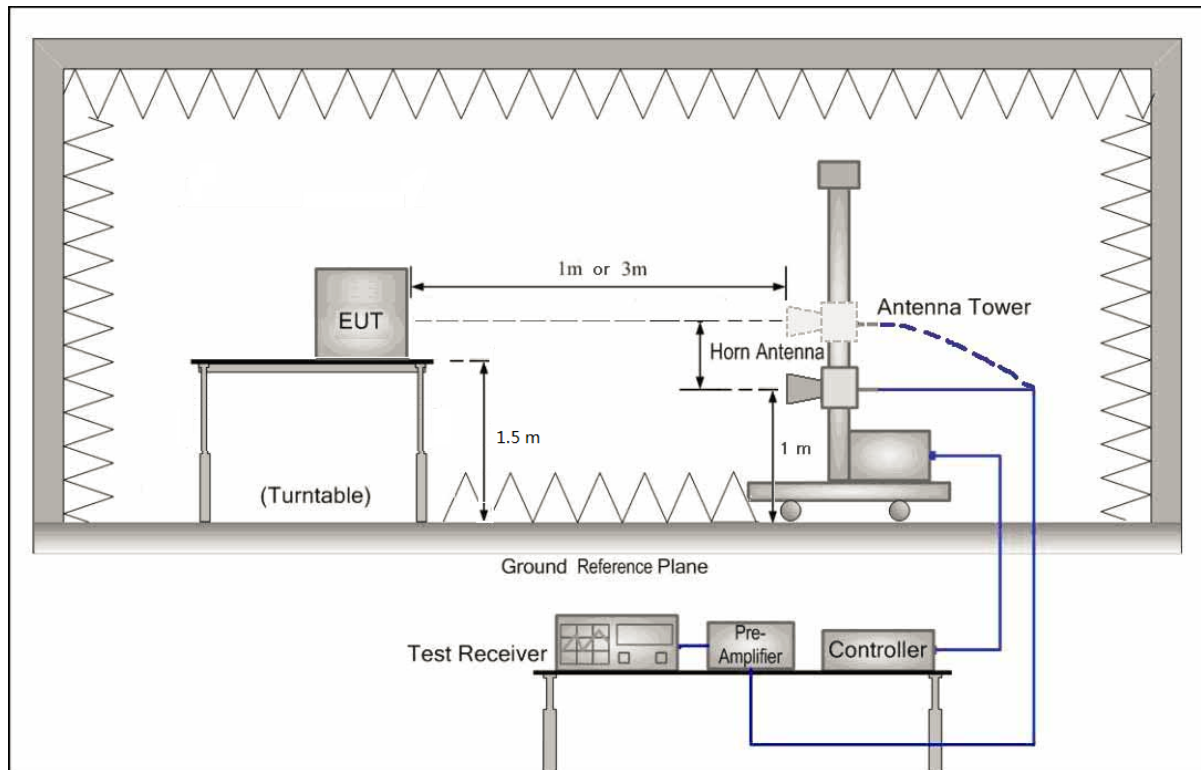 1m or 3m
EUT
Antenna Tower
Horn Antenna
1.5 m
1 m
(Turntable)
Ground Reference Plane
Test Receiver
Pre-
Amplifier
Controller